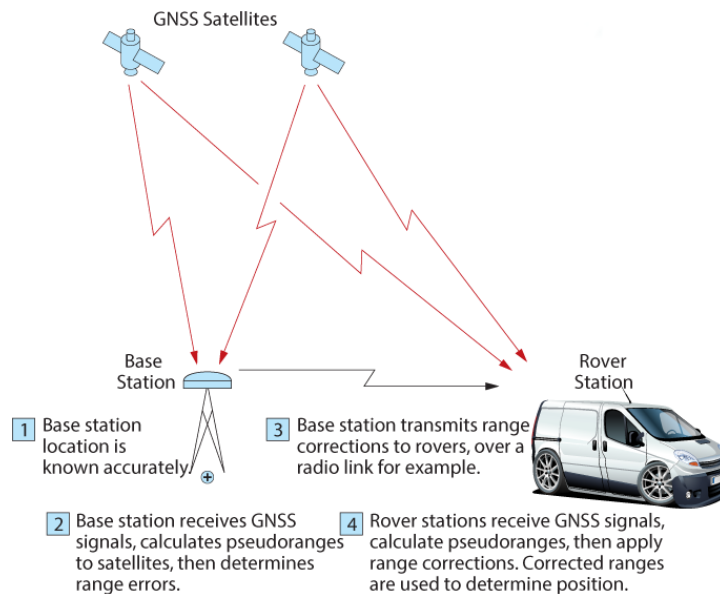 GNSS Satellites
Base
Station
Rover
Station
1 Base station
location is
known accurately.
3 Base station transmits range
corrections to rovers, over a
radio link for example.
2 Base station receives GNSS
signals, calculates pseudoranges
to satellites, then determines
range errors.
4 Rover stations receive GNSS signals,
calculate pseudoranges, then apply
range corrections. Corrected ranges
are used to determine position.